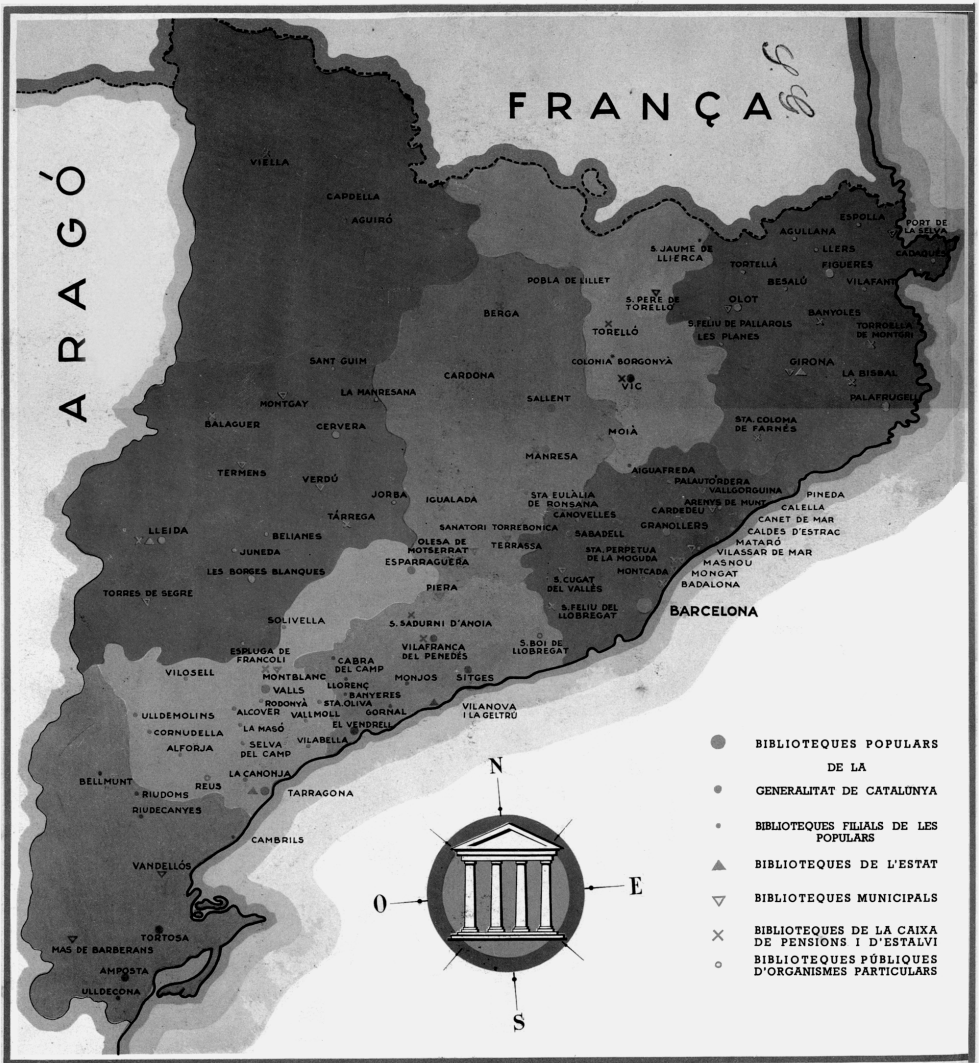 FRANÇA
ARAGÓ
VIELLA
CAPDELLA
AGUIRÓ
ESPOLLA
PORT DE
LA SELVA
AGULLANA
CADAQUÉS
LLERS
S. JAUME DE
LLIERCA
TORTELLÁ
FIGUERES
POBLA DE LILLET
BESALÚ
VILAFANT
S. PERE DE
TORELLÓ
OLOT
BERGA
BANYOLES
TORELLÓ
S. FELIU DE PALLAROLS
TORROELLA
DE MONTGRI
LES PLANES
SANT GUIM
COLONIA BORGONYÀ
GIRONA
CARDONA
LA BISBAL
VIC
LA MANRESANA
SALLENT
PALAFRUGELL
MONTGAY
BALAGUER
CERVERA
MOIÀ
STA. COLOMA
DE FARNÉS
MANRESA
TERMENS
VERDÚ
AIGUAFREDA
PALAUTORDERA
VALLGORGUINA
JORBA
IGUALADA
STA EULÀLIA
DE RONSANA
ARENYS DE MUNT
PINEDA
CANOVELLES
CARDEDEU
CALELLA
TÀRREGA
CANET DE MAR
LLEIDA
BELIANES
SANATORI TORREBONICA
SABADELL
GRANOLLERS
CALDES D'ESTRAC
OLESA DE
MOTSERRAT
TERRASSA
MATARÓ
JUNEDA
STA. PERPETUA
DE LA MOGUDA
VILASSAR DE MAR
ESPARRAGUERA
MASNOU
LES BORGES BLANQUES
MONTCADA
MONGAT
PIERA
S. CUGAT
DEL VALLÈS
BADALONA
TORRES DE SEGRE
S. FELIU DEL
LLOBREGAT
BARCELONA
SOLIVELLA
S. SADURNI D'ANOIA
VILAFRANCA
DEL PENEDÈS
S. BOI DE
LLOBREGAT
ESPLUGA DE
FRANCOLI
CABRA
DEL CAMP
VILOSELL
MONTBLANC
MONJOS
SITGES
LLORENÇ
VALLS
BANYERES
RODONYÀ
STA. OLIVA
VILANOVA
I LA GELTRÚ
ULLDEMOLINS
ALCOVER
VALLMOLL
GORNAL
EL VENDRELL
CORNUDELLA
LA MASÓ
VILABELLA
ALFORJA
SELVA
DEL CAMP
LA CANONJA
BELLMUNT
REUS
RIUDOMS
TARRAGONA
RIUDECANYES
CAMBRILS
VANDELLÓS
TORTOSA
MAS DE BARBERANS
AMPOSTA
ULLDECONA
N
O
E
S
BIBLIOTEQUES POPULARS
DE LA
GENERALITAT DE CATALUNYA
BIBLIOTEQUES FILIALS DE LES
POPULARS
BIBLIOTEQUES DE L'ESTAT
BIBLIOTEQUES MUNICIPALS
BIBLIOTEQUES DE LA CAIXA
DE PENSIONS I D'ESTALVI
BIBLIOTEQUES PÚBLIQUES
D'ORGANISMES PARTICULARS